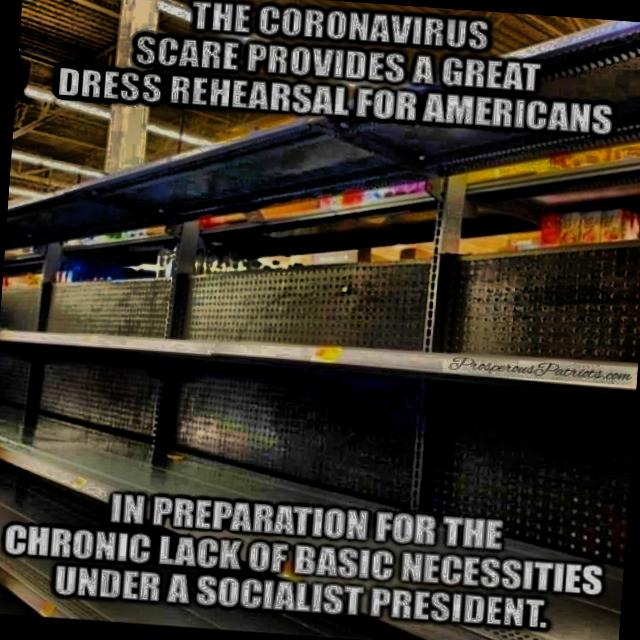 THE CORONAVIRUS
SCARE PROVIDES A GREAT
DRESS REHEARSAL FOR AMERICANS
ProsperousPatriots.com
IN PREPARATION FOR THE
CHRONIC LACK OF BASIC NECESSITIES
UNDER A SOCIALIST PRESIDENT.